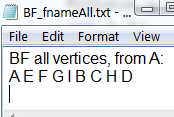 BF_fnameAll.txt - ...
File Edit Format View
BF all vertices, from A:
A E F G I B C H D